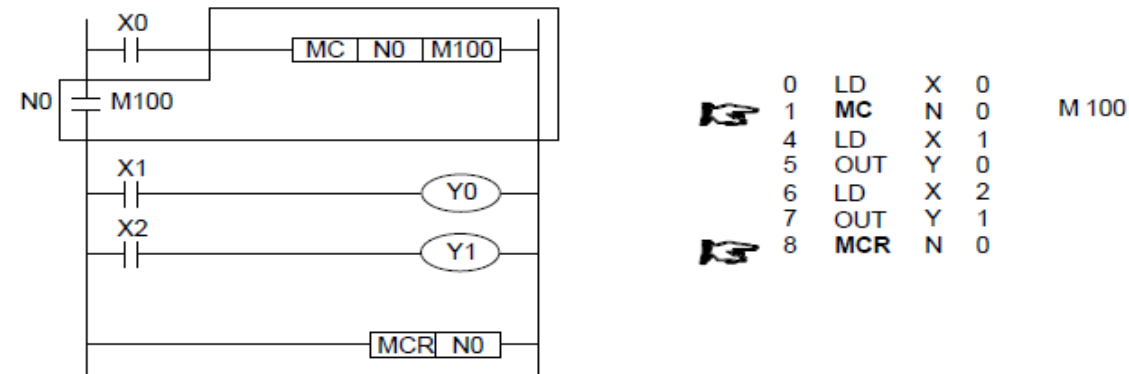 X0
MC N0 M100
N0 M100
X1
Y0
X2
Y1
MCR N0
0 LD X 0
1 MC N 0 M 100
4 LD X 1
5 OUT Y 0
6 LD X 2
7 OUT Y 1
8 MCR N 0